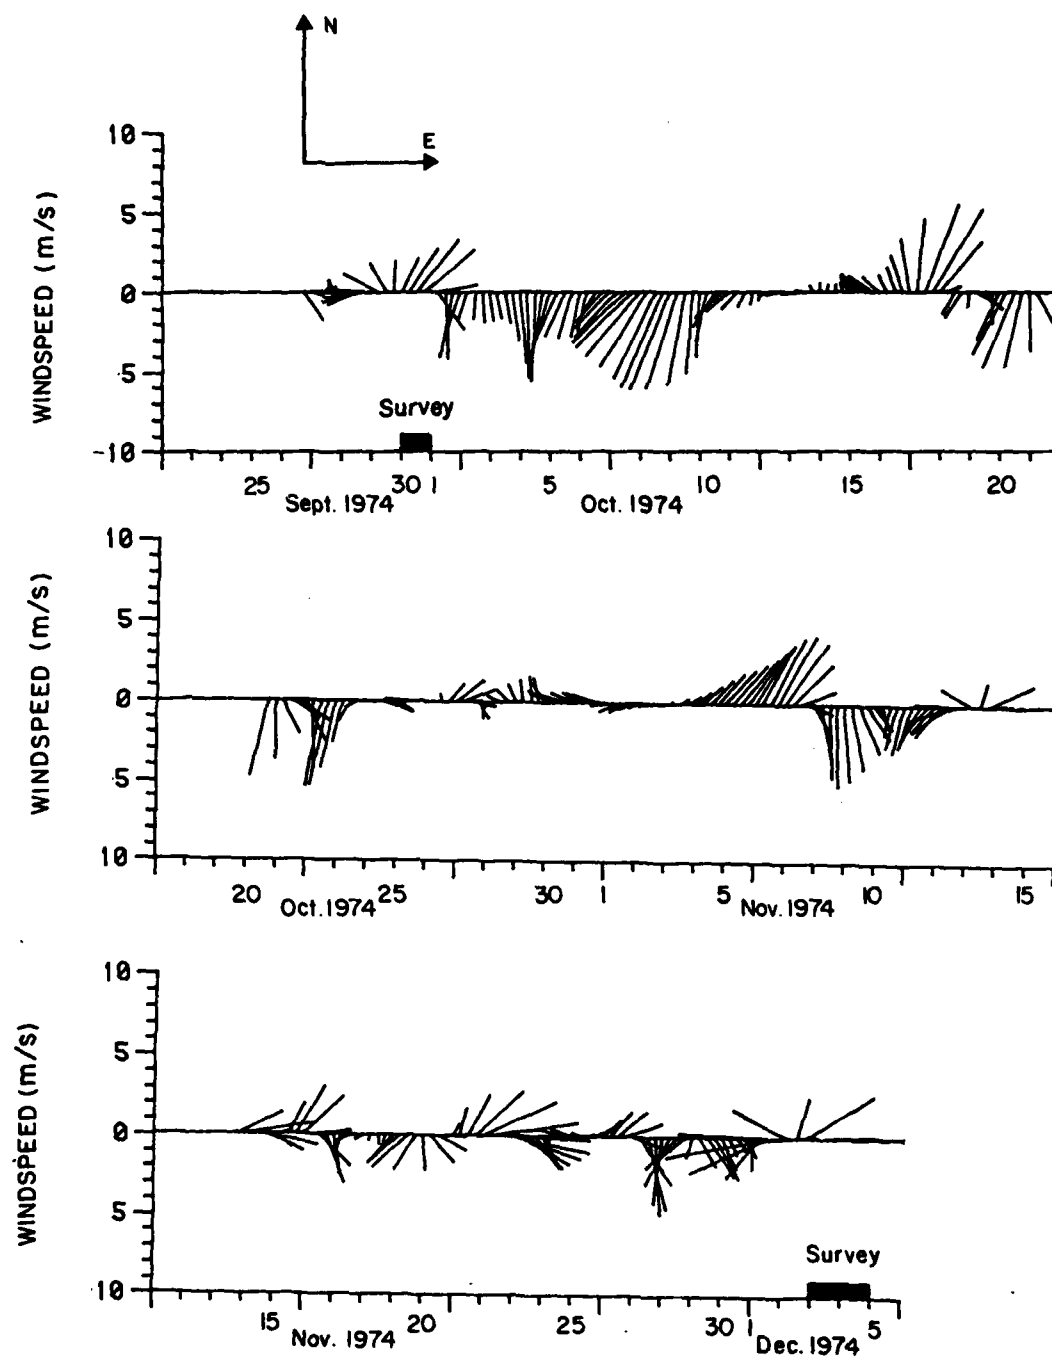 N
E
10
5
0
5
-10
WINDSPEED (m/s)
Survey
25 30 1 5 10 15 20
Sept. 1974 Oct. 1974
10
5
0
5
10
WINDSPEED (m/s)
20 25 30 1 5 10 15
Oct. 1974 Nov. 1974
10
5
0
5
10
WINDSPEED (m/s)
Survey
15 20 25 30 1 5
Nov. 1974 Dec. 1974